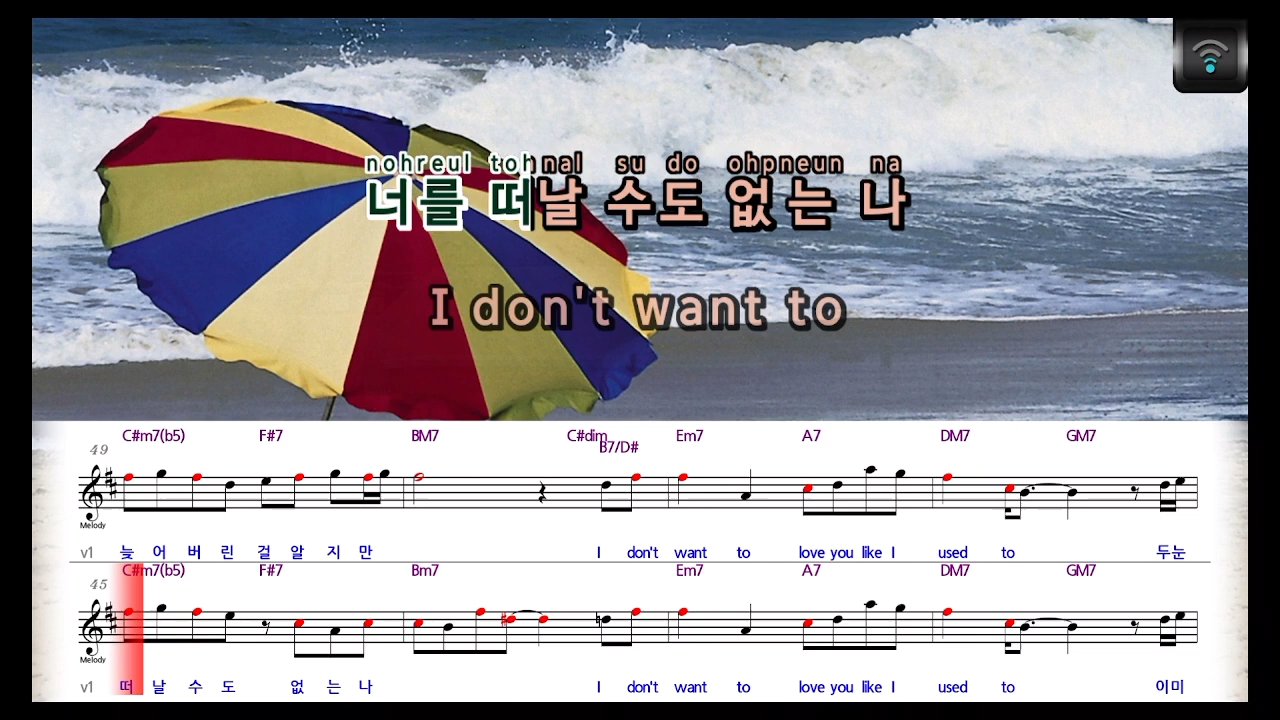 nohreul toh nal su do ohpneun na
너를 떠날 수도 없는 나
I don't want to
C#m7(b5) F#7 BM7 C#dim B7/D# Em7 A7 DM7 GM7
49
Melody
v1 늦 어 버 린 걸 알 지 만 I don't want to love you like I used to 두눈
C#m7(b5) F#7 Bm7 Em7 A7 DM7 GM7
45
Melody
v1 떠 날 수 도 없 는 나 I don't want to love you like I used to 이미